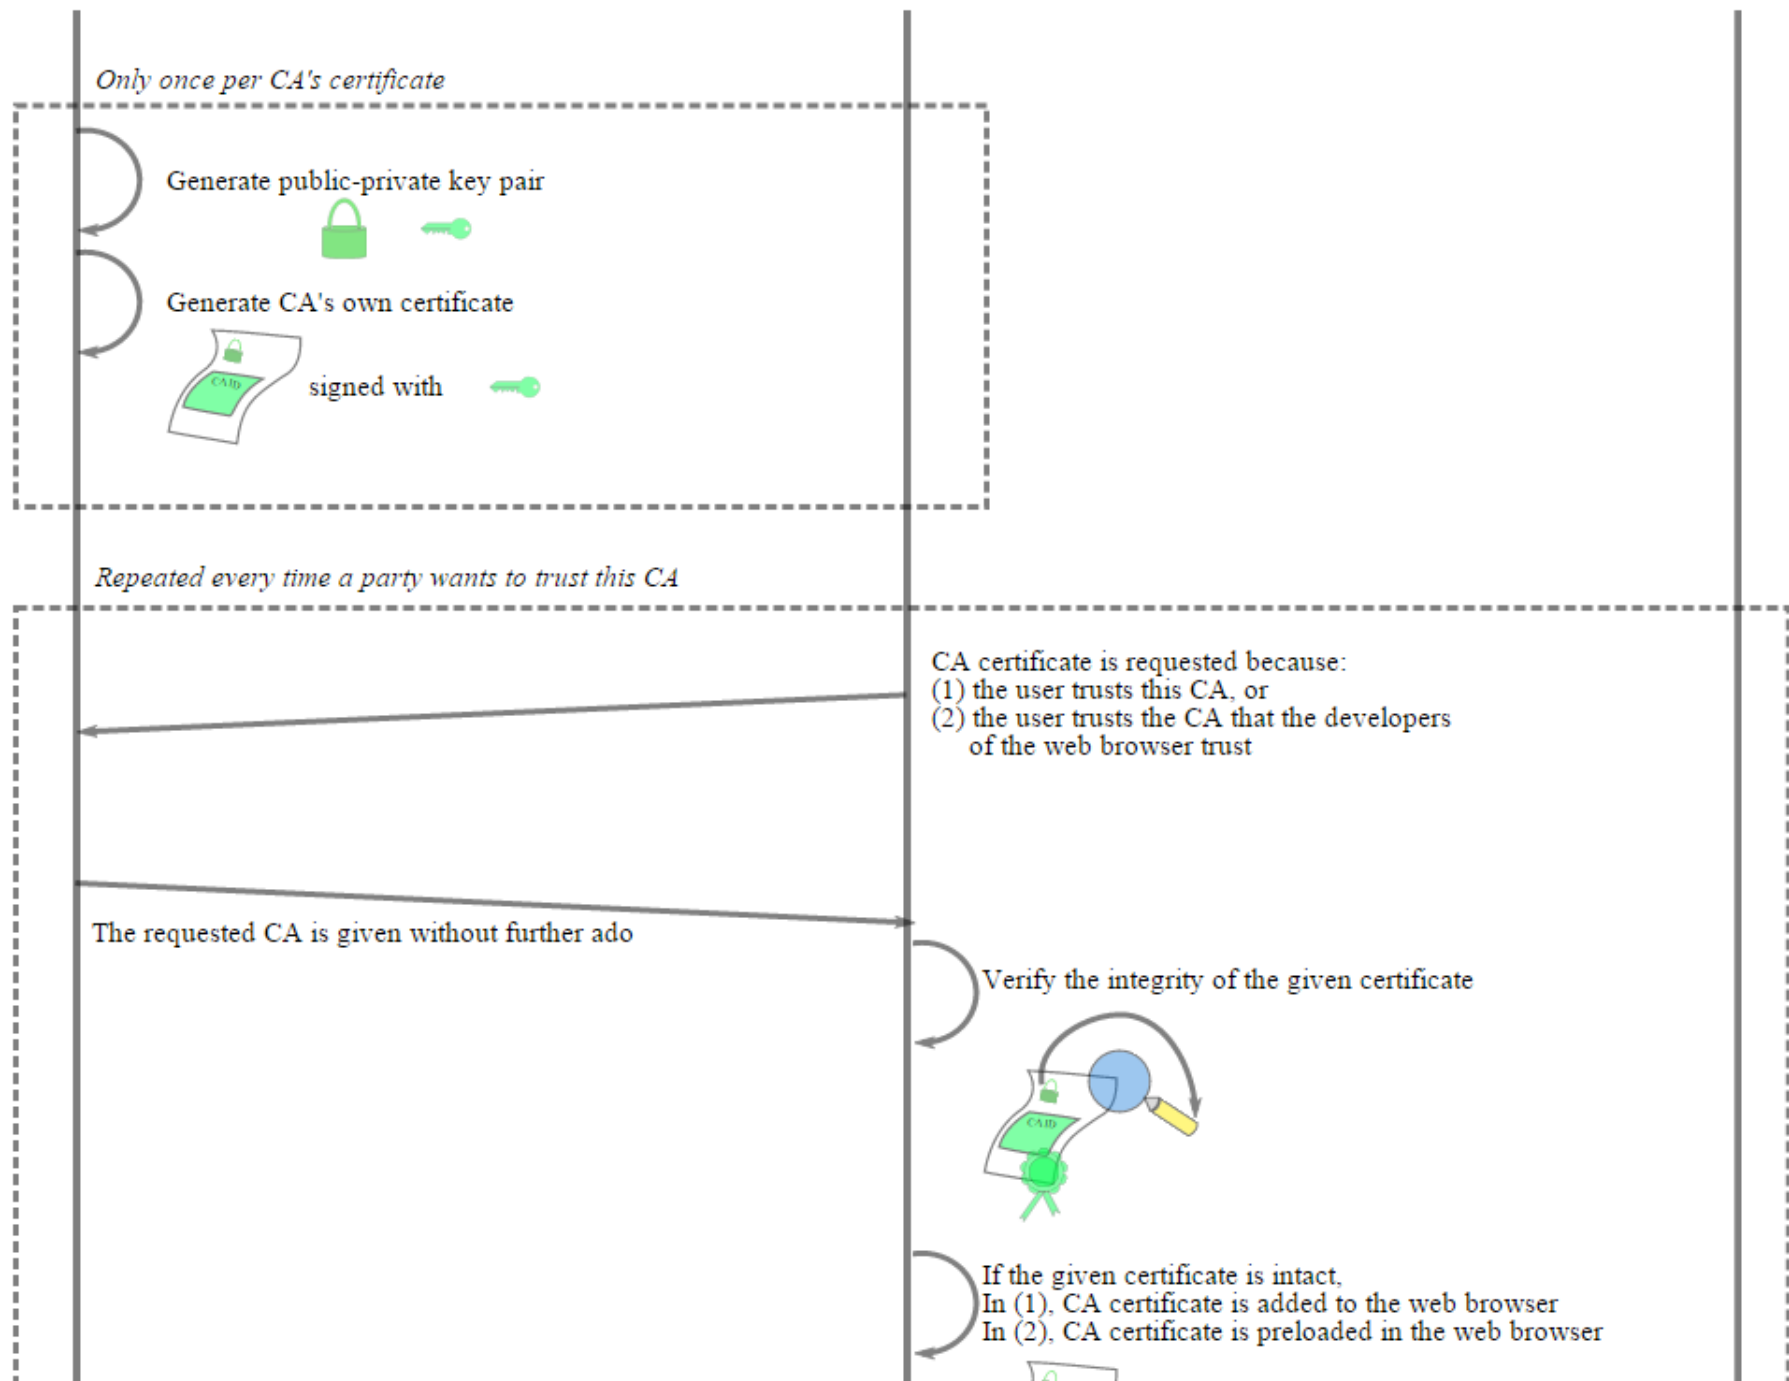 Only once per CA's certificate
Generate public-private key pair
Generate CA's own certificate
CA ID
signed with
Repeated every time a party wants to trust this CA
CA certificate is requested because:
(1) the user trusts this CA, or
(2) the user trusts the CA that the developers
of the web browser trust
The requested CA is given without further ado
Verify the integrity of the given certificate
CA ID
If the given certificate is intact,
In (1), CA certificate is added to the web browser
In (2), CA certificate is preloaded in the web browser